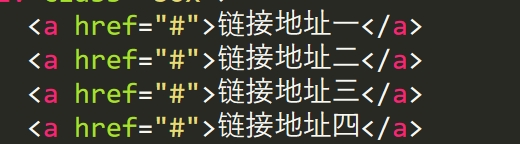 <a href="#">链接地址一</a>
<a href="#">链接地址二</a>
<a href="#">链接地址三</a>
<a href="#">链接地址四</a>